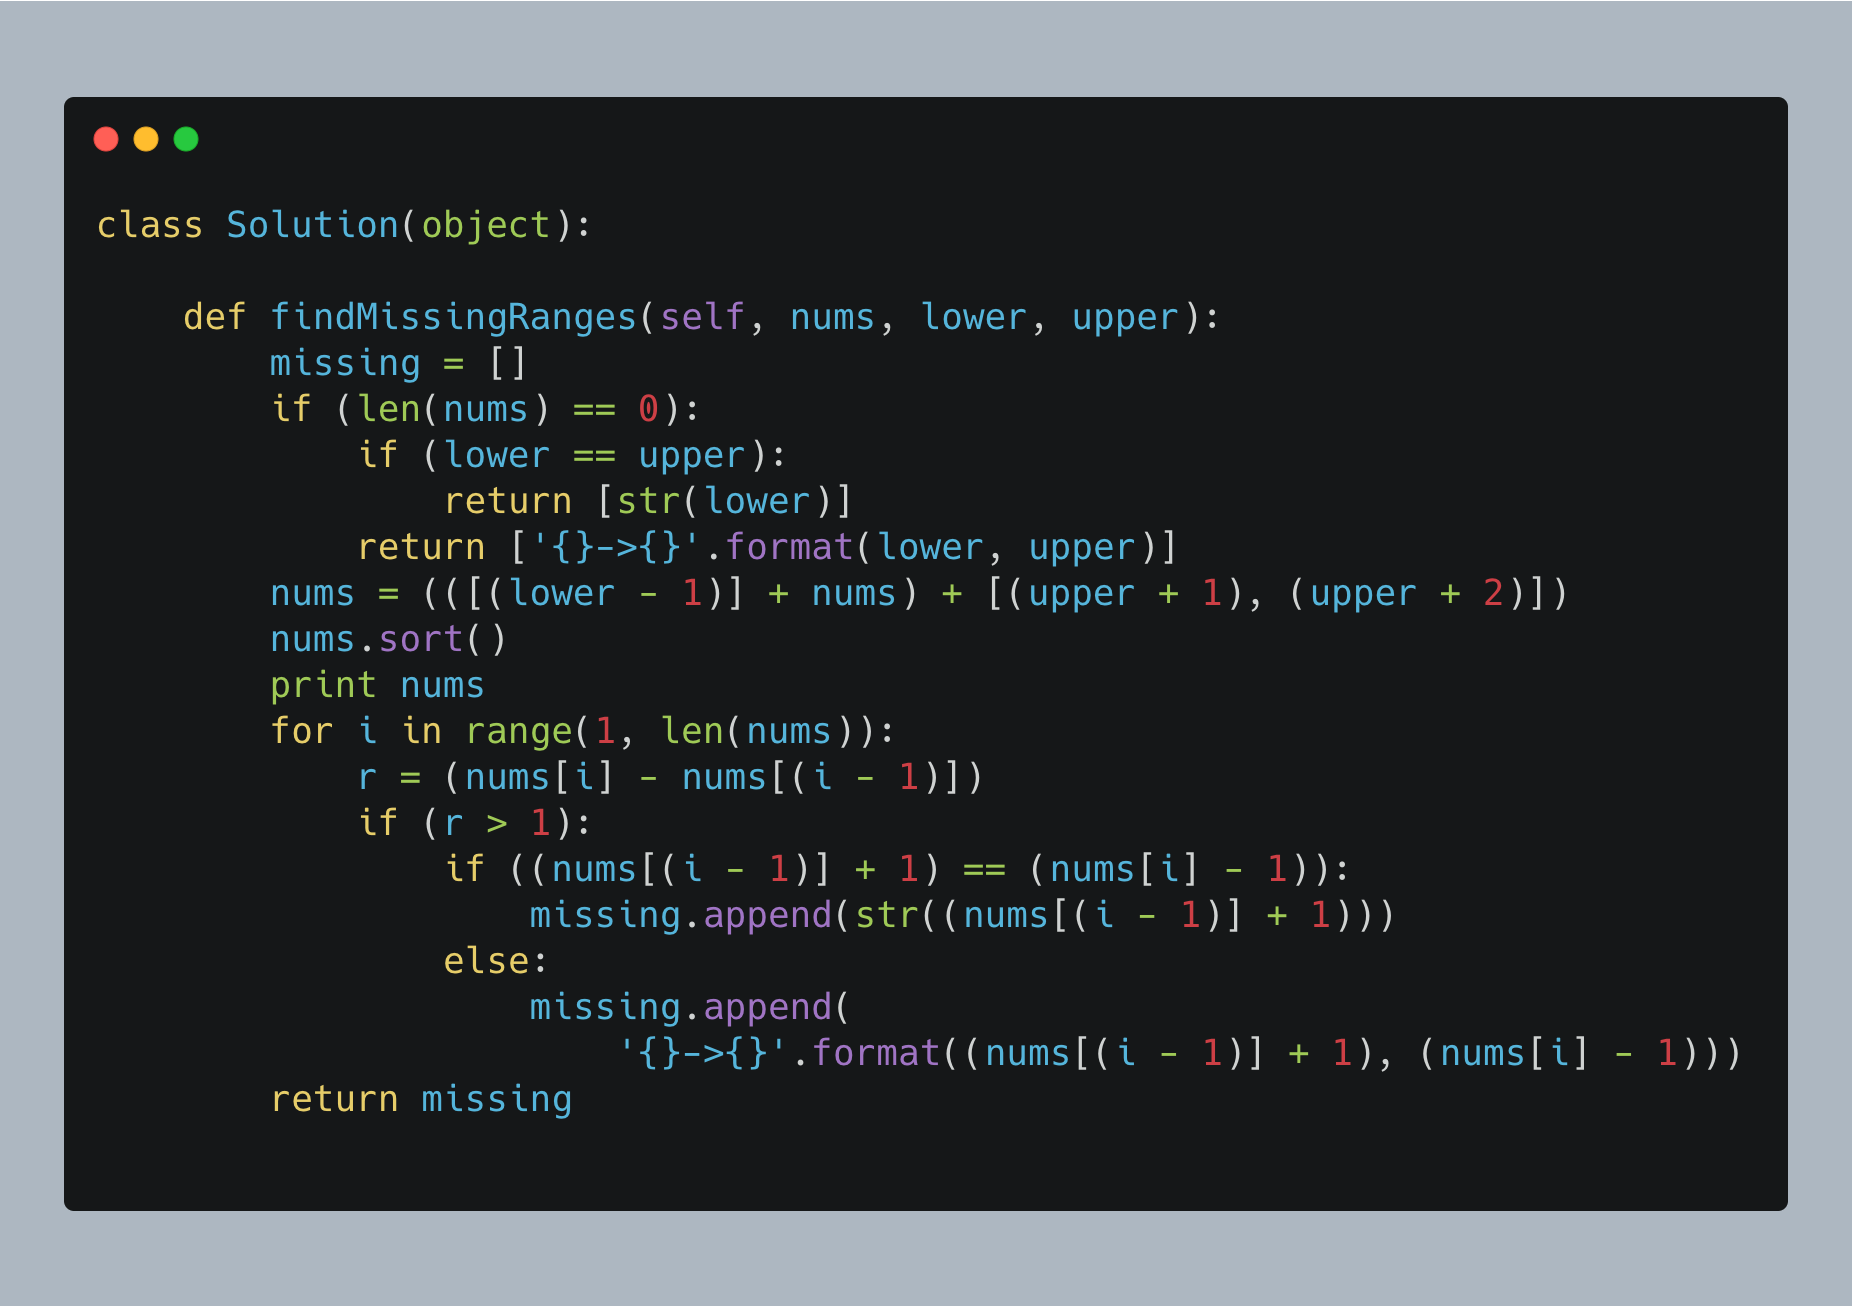 class Solution(object):

    def findMissingRanges(self, nums, lower, upper):
        missing = []
        if (len(nums) == 0):
            if (lower == upper):
                return [str(lower)]
            return ['{}->{}'.format(lower, upper)]
        nums = (([(lower - 1)] + nums) + [(upper + 1), (upper + 2)])
        nums.sort()
        print nums
        for i in range(1, len(nums)):
            r = (nums[i] - nums[(i - 1)])
            if (r > 1):
                if ((nums[(i - 1)] + 1) == (nums[i] - 1)):
                    missing.append(str((nums[(i - 1)] + 1)))
                else:
                    missing.append(
                        '{}->{}'.format((nums[(i - 1)] + 1), (nums[i] - 1)))
        return missing